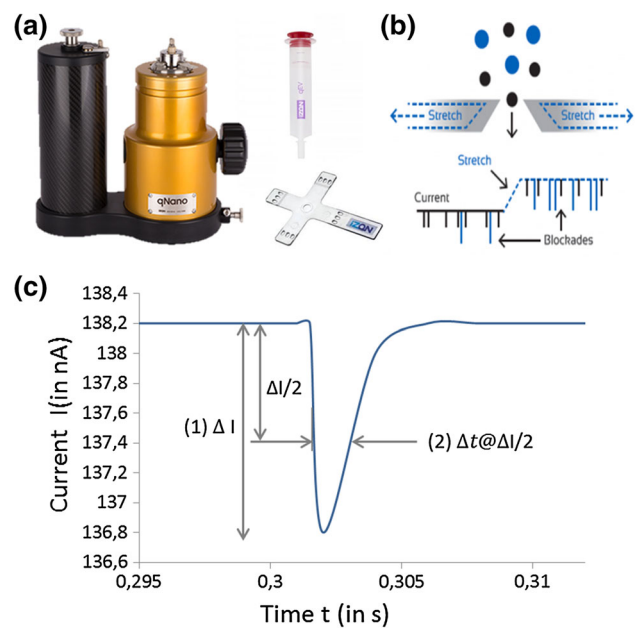 (a)
qNano
qEV
IZON
IZON
(b)
Stretch
Stretch
Stretch
Current
Blockades
(c)
Current I(in nA)
138,4
138,2
138
137,8
137,6
137,4
137,2
137
136,8
136,6
(1) Δ I
ΔI/2
(2) Δt@ΔI/2
0,295
0,3
0,305
0,31
Time t (in s)